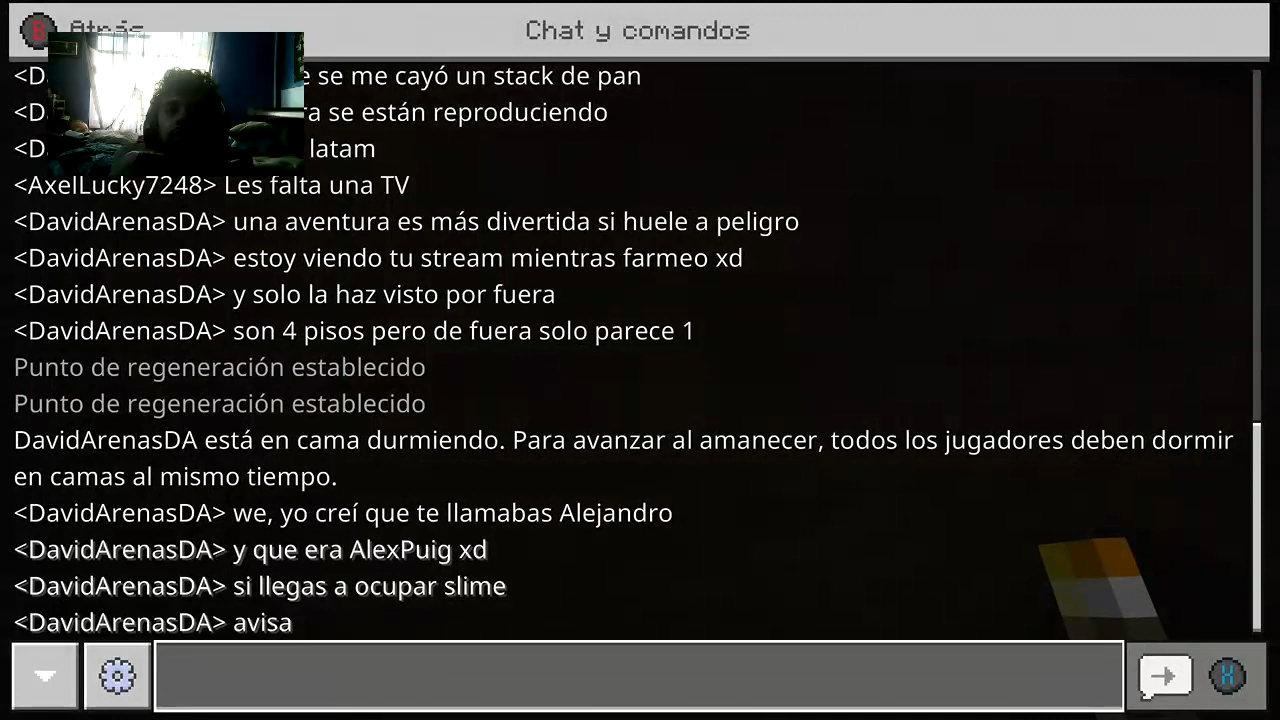 B Atrás Chat y comandos
<D e se me cayó un stack de pan
<D ra se están reproduciendo
<D latam
<AxelLucky7248> Les falta una TV
<DavidArenasDA> una aventura es más divertida si huele a peligro
<DavidArenasDA> estoy viendo tu stream mientras farmeo xd
<DavidArenasDA> y solo la haz visto por fuera
<DavidArenasDA> son 4 pisos pero de fuera solo parece 1
Punto de regeneración establecido
Punto de regeneración establecido
DavidArenasDA está en cama durmiendo. Para avanzar al amanecer, todos los jugadores deben dormir
en camas al mismo tiempo.
<DavidArenasDA> we, yo creí que te llamabas Alejandro
<DavidArenasDA> y que era AlexPuig xd
<DavidArenasDA> si llegas a ocupar slime
<DavidArenasDA> avisa
X